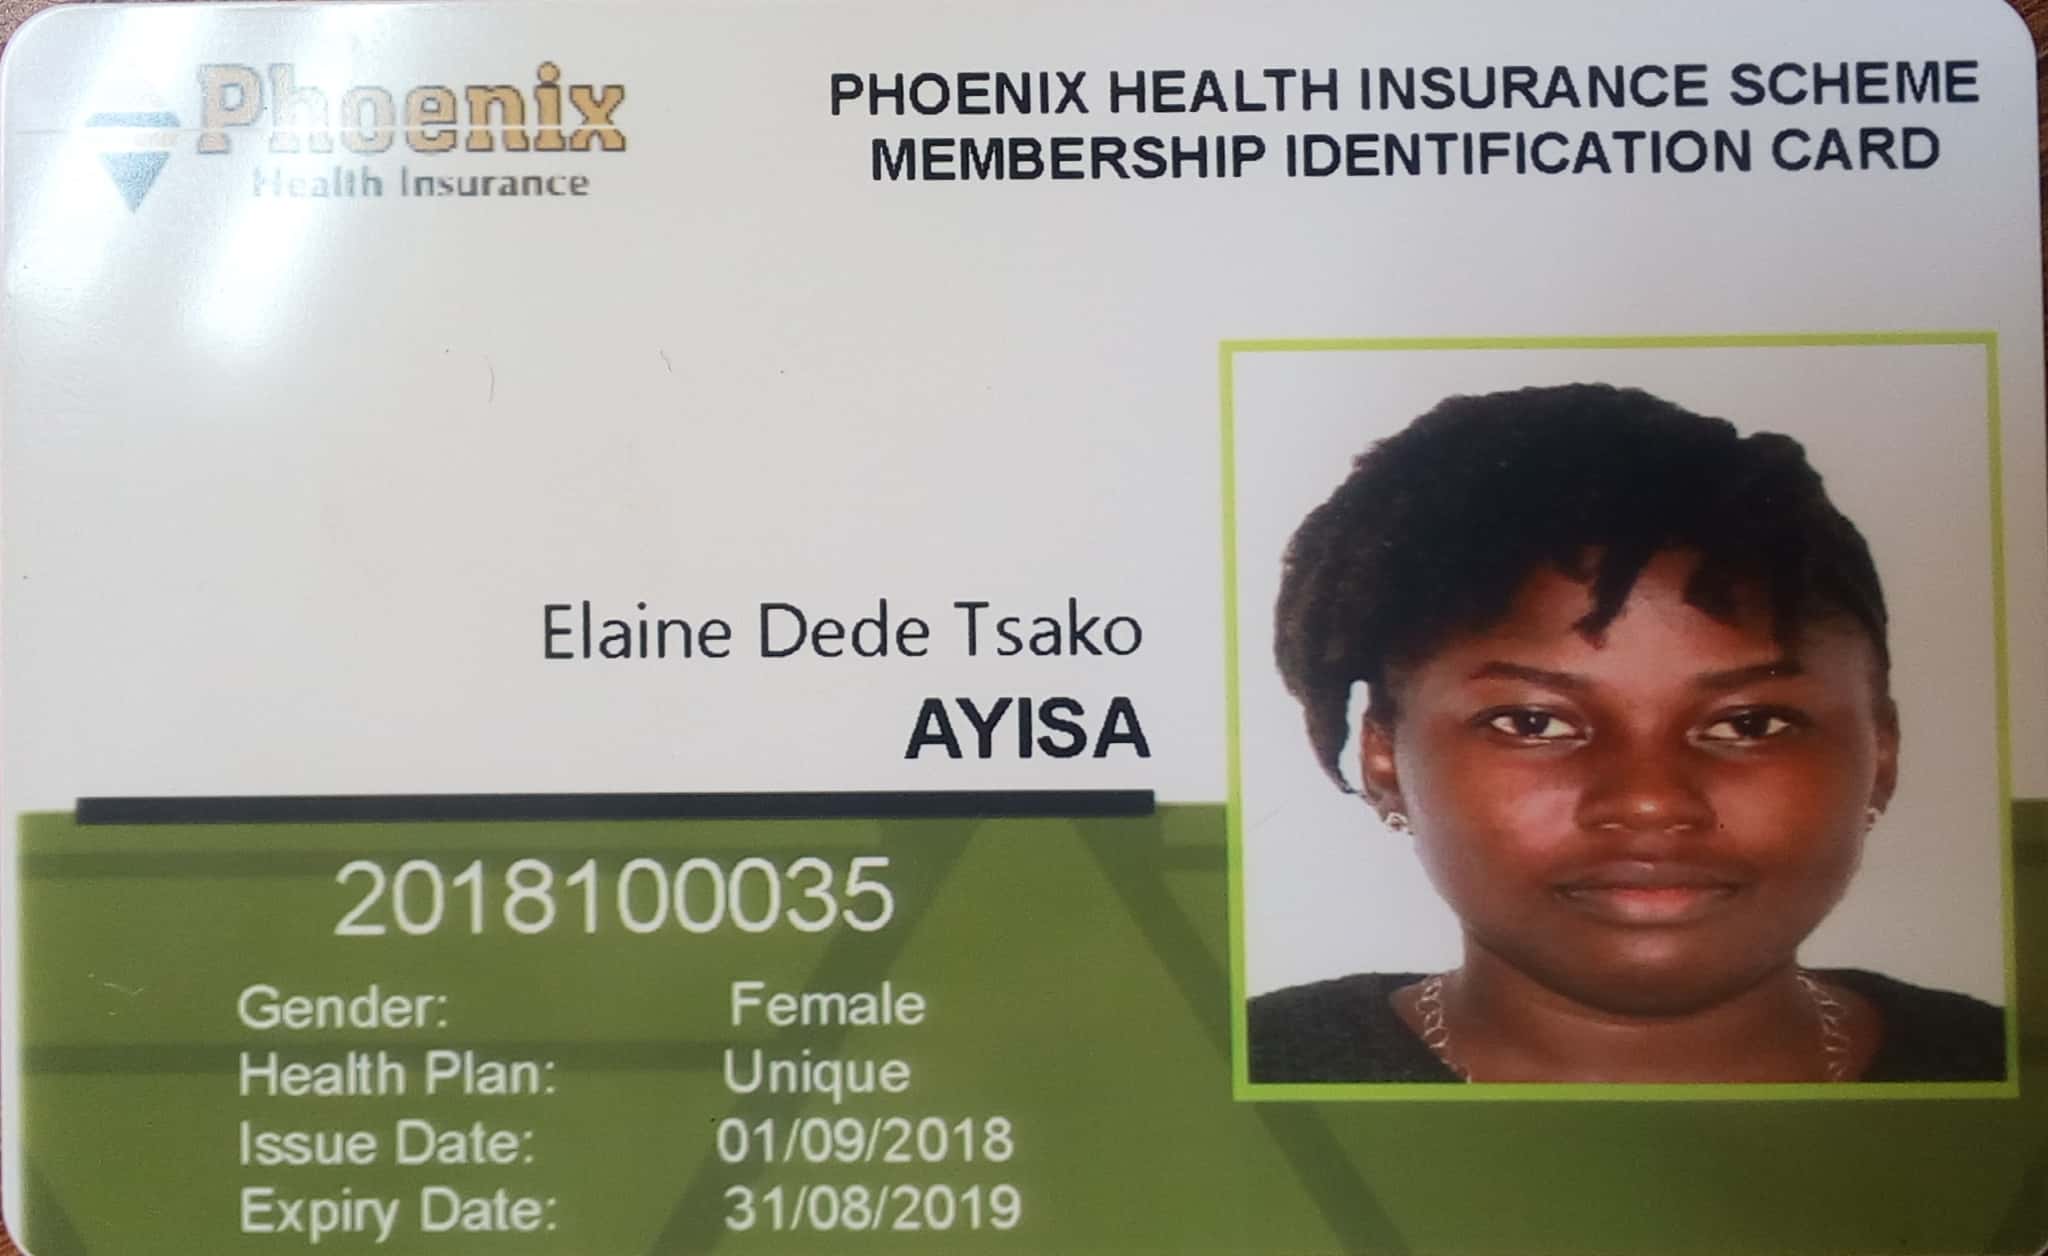 Phoenix
Health Insurance
PHOENIX HEALTH INSURANCE SCHEME
MEMBERSHIP IDENTIFICATION CARD
Elaine Dede Tsako
AYISA
2018100035
Gender: Female
Health Plan: Unique
Issue Date: 01/09/2018
Expiry Date: 31/08/2019